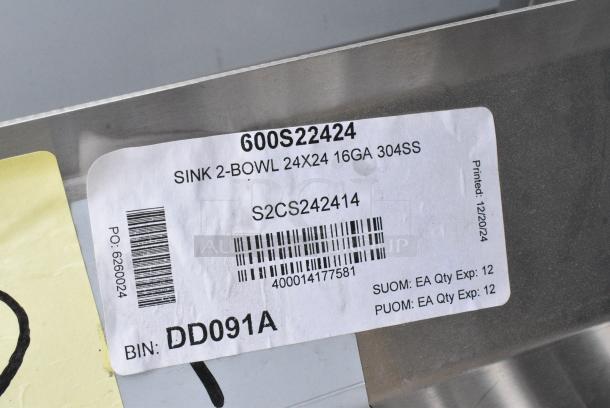 600S22424
SINK 2-BOWL 24X24 16GA 304SS
S2CS242414
400014177581
PO: 6260024
Printed: 12/20/24
SUOM: EA Qty Exp: 12
PUOM: EA Qty Exp: 12
BIN: DD091A